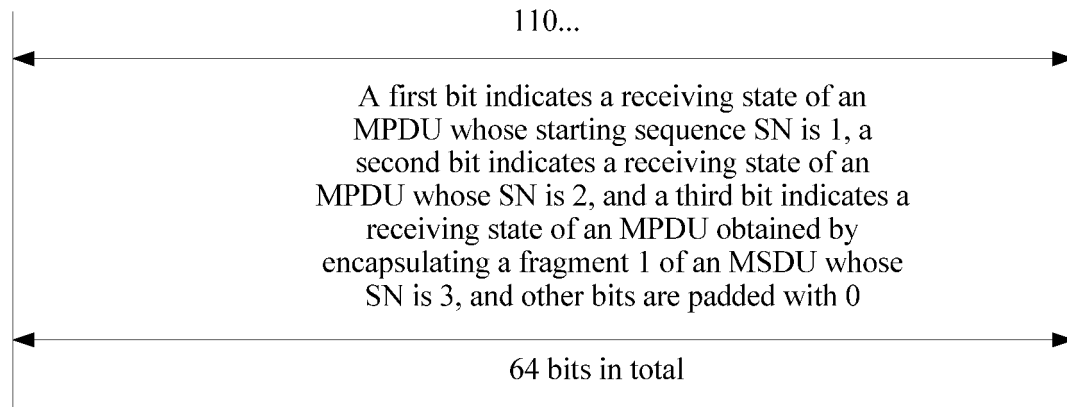 110...
A first bit indicates a receiving state of an
MPDU whose starting sequence SN is 1, a
second bit indicates a receiving state of an
MPDU whose SN is 2, and a third bit indicates a
receiving state of an MPDU obtained by
encapsulating a fragment 1 of an MSDU whose
SN is 3, and other bits are padded with 0
64 bits in total